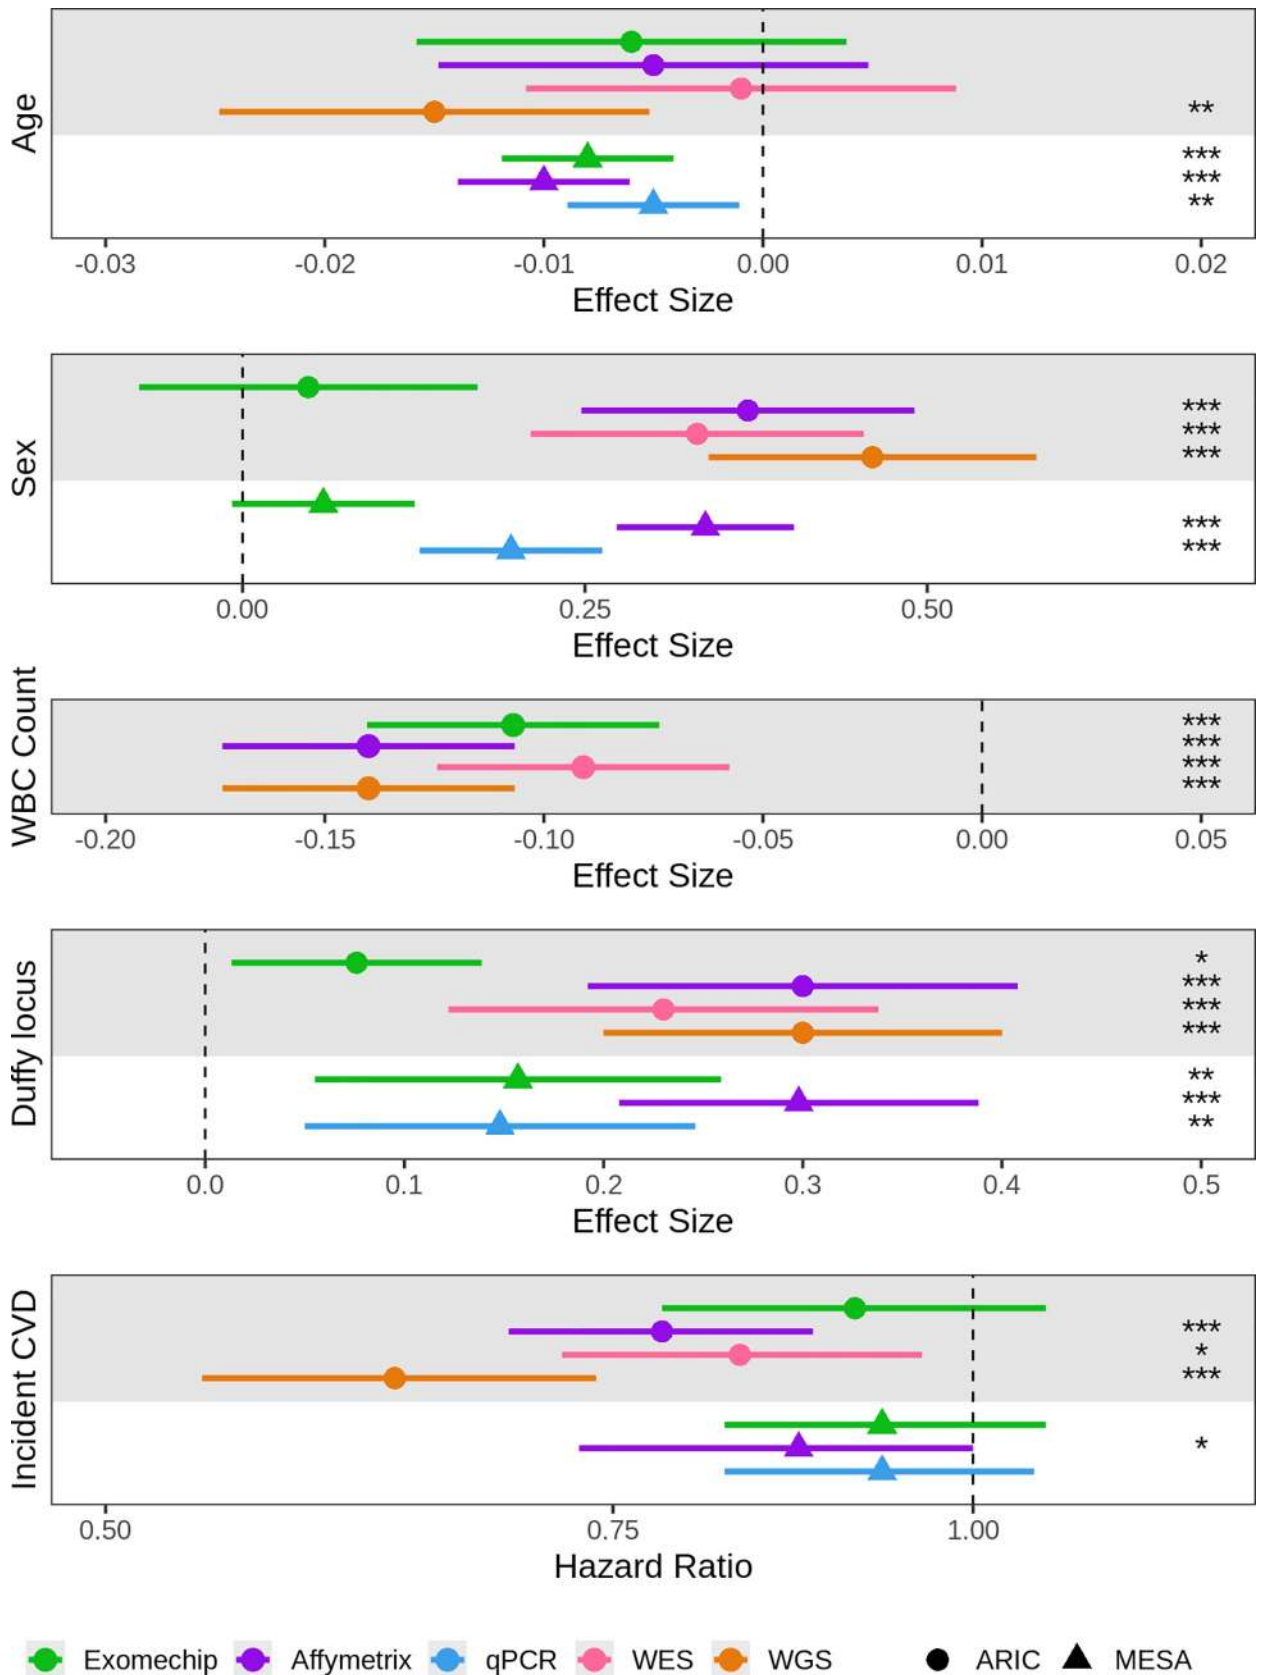 Age
**
***
***
**
-0.03 -0.02 -0.01 0.00 0.01 0.02
Effect Size
Sex
***
***
***
***
***
0.00 0.25 0.50
Effect Size
WBC Count
***
***
***
***
-0.20 -0.15 -0.10 -0.05 0.00 0.05
Effect Size
Duffy locus
*
***
***
***
**
***
**
0.0 0.1 0.2 0.3 0.4 0.5
Effect Size
Incident CVD
***
*
***
*
0.50 0.75 1.00
Hazard Ratio
Exomechip Affymetrix qPCR WES WGS ARIC MESA